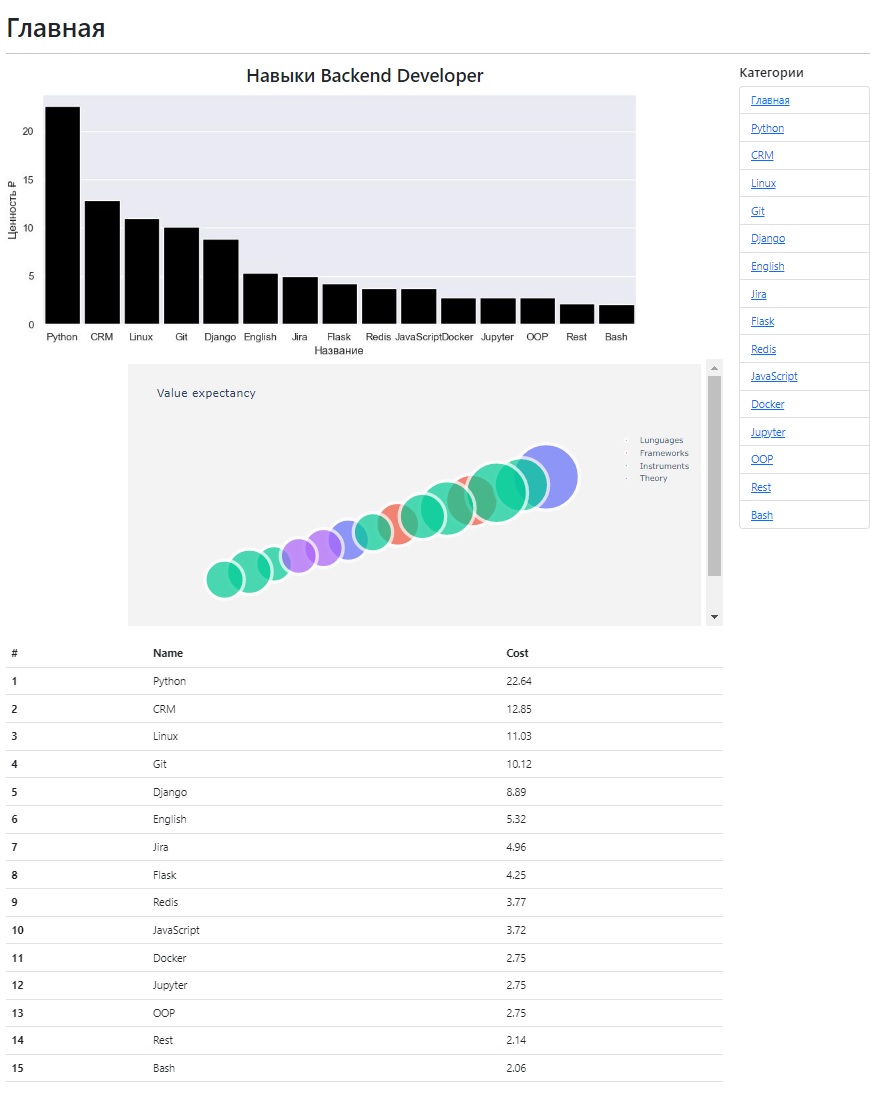 Главная
Навыки Backend Developer
Ценность ₽
20
15
10
5
0
Python CRM Linux Git Django English Jira Flask Redis JavaScript Docker Jupyter OOP Rest Bash
Название
Value expectancy
Lunguages
Frameworks
Instruments
Theory
Категории
Главная
Python
CRM
Linux
Git
Django
English
Jira
Flask
Redis
JavaScript
Docker
Jupyter
OOP
Rest
Bash
# Name Cost
1 Python 22.64
2 CRM 12.85
3 Linux 11.03
4 Git 10.12
5 Django 8.89
6 English 5.32
7 Jira 4.96
8 Flask 4.25
9 Redis 3.77
10 JavaScript 3.72
11 Docker 2.75
12 Jupyter 2.75
13 OOP 2.75
14 Rest 2.14
15 Bash 2.06